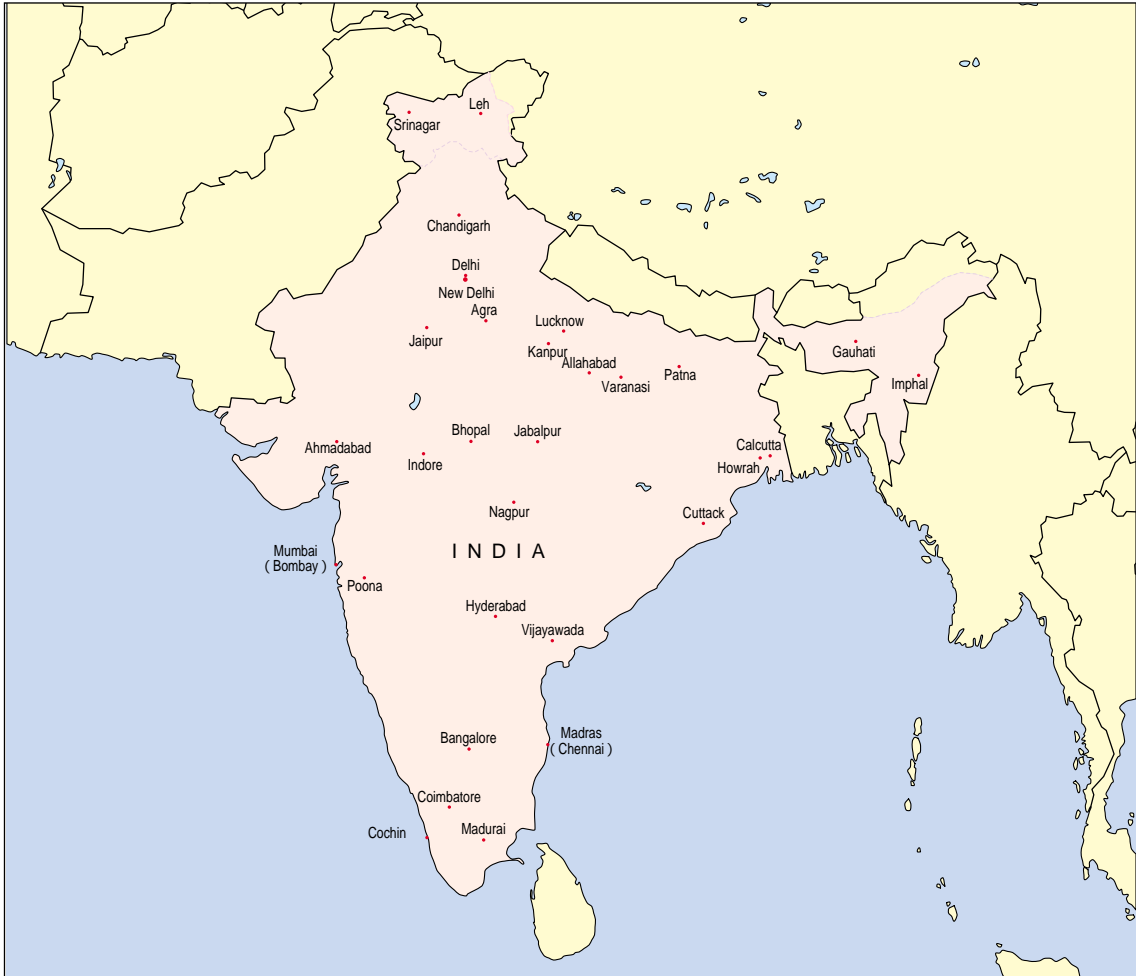 Leh
Srinagar
Chandigarh
Delhi
New Delhi
Agra
Lucknow
Jaipur
Kanpur
Allahabad
Varanasi
Patna
Gauhati
Imphal
Ahmadabad
Bhopal
Jabalpur
Indore
Calcutta
Howrah
Nagpur
Cuttack
INDIA
Mumbai
( Bombay )
Poona
Hyderabad
Vijayawada
Bangalore
Madras
( Chennai )
Coimbatore
Cochin
Madurai